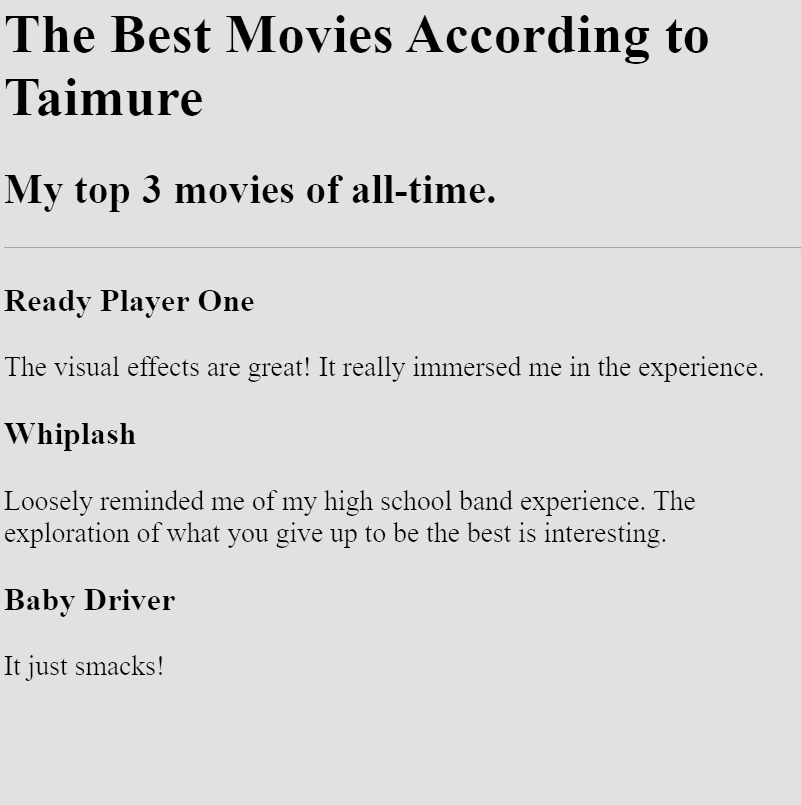 The Best Movies According to
Taimure
My top 3 movies of all-time.
Ready Player One
The visual effects are great! It really immersed me in the experience.
Whiplash
Loosely reminded me of my high school band experience. The
exploration of what you give up to be the best is interesting.
Baby Driver
It just smacks!